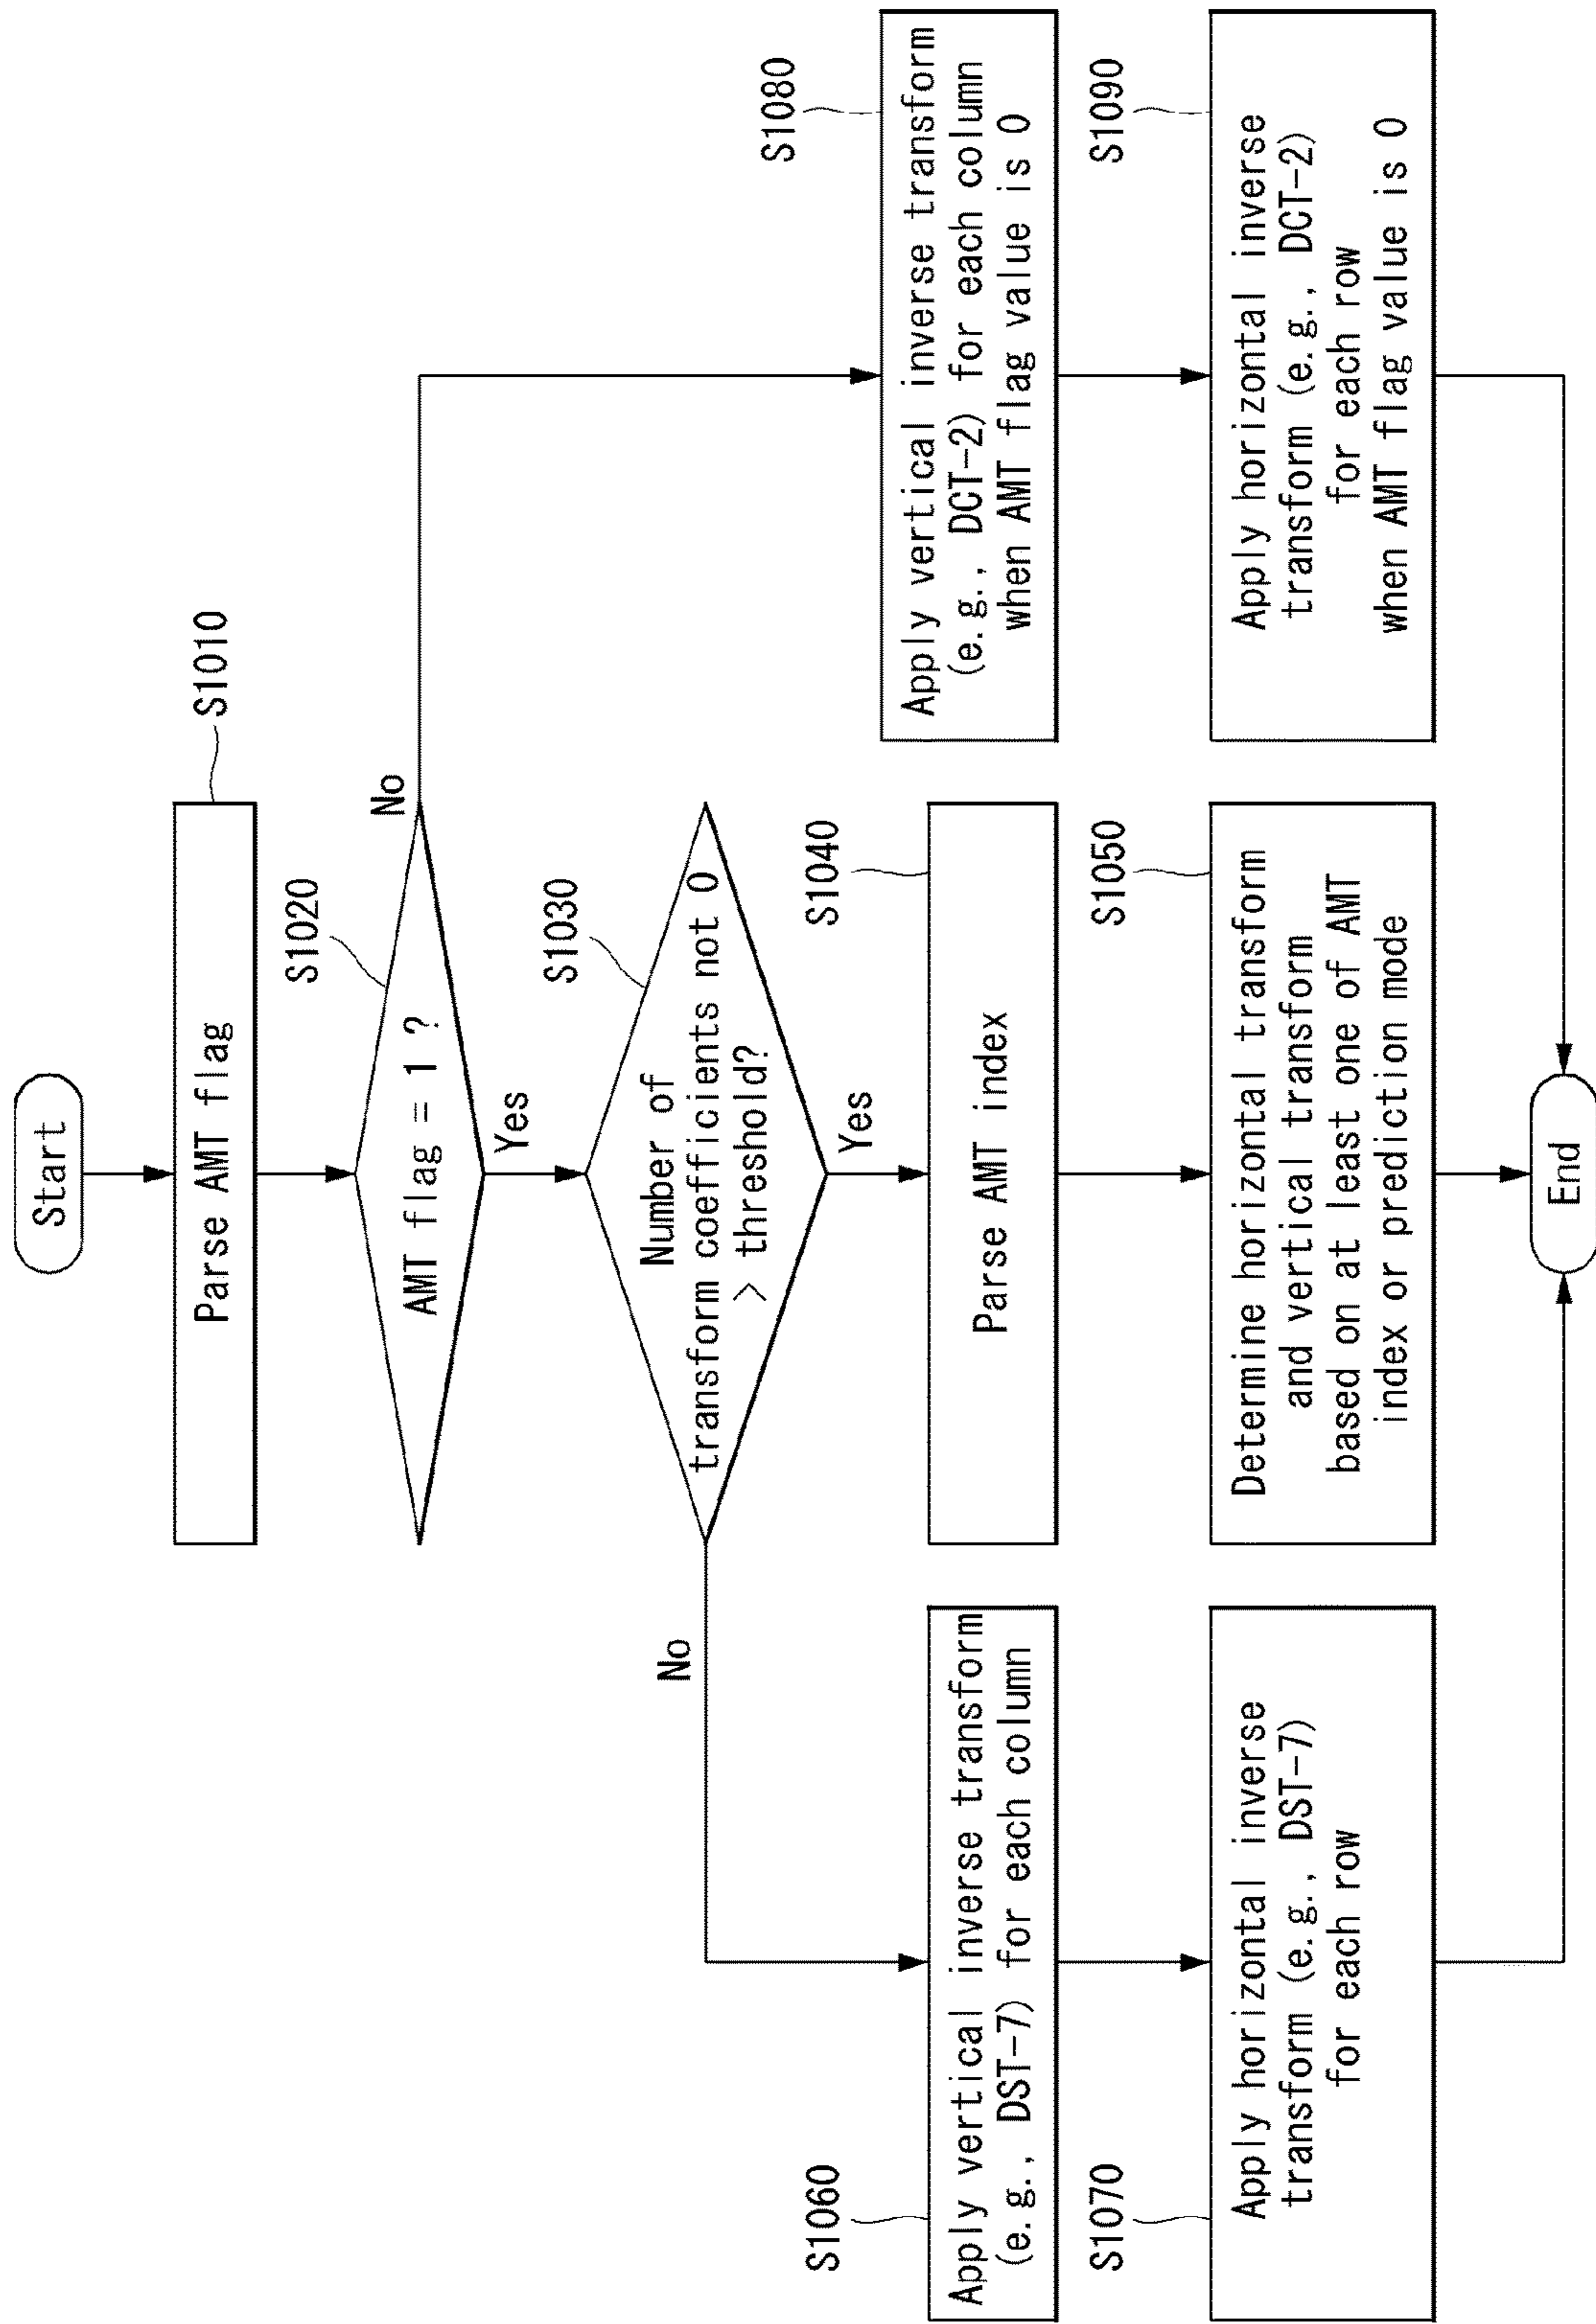 Start
Parse AMT flag
S1010
AMT flag = 1 ?
S1020
No
Yes
Number of
transform coefficients not 0
> threshold?
S1030
No
Yes
Apply vertical inverse transform
(e.g., DST-7) for each column
S1060
Parse AMT index
S1040
Apply vertical inverse transform
(e.g., DCT-2) for each column
when AMT flag value is 0
S1080
Apply horizontal inverse
transform (e.g., DST-7)
for each row
S1070
Determine horizontal transform
and vertical transform
based on at least one of AMT
index or prediction mode
S1050
Apply horizontal inverse
transform (e.g., DCT-2)
for each row
when AMT flag value is 0
S1090
End